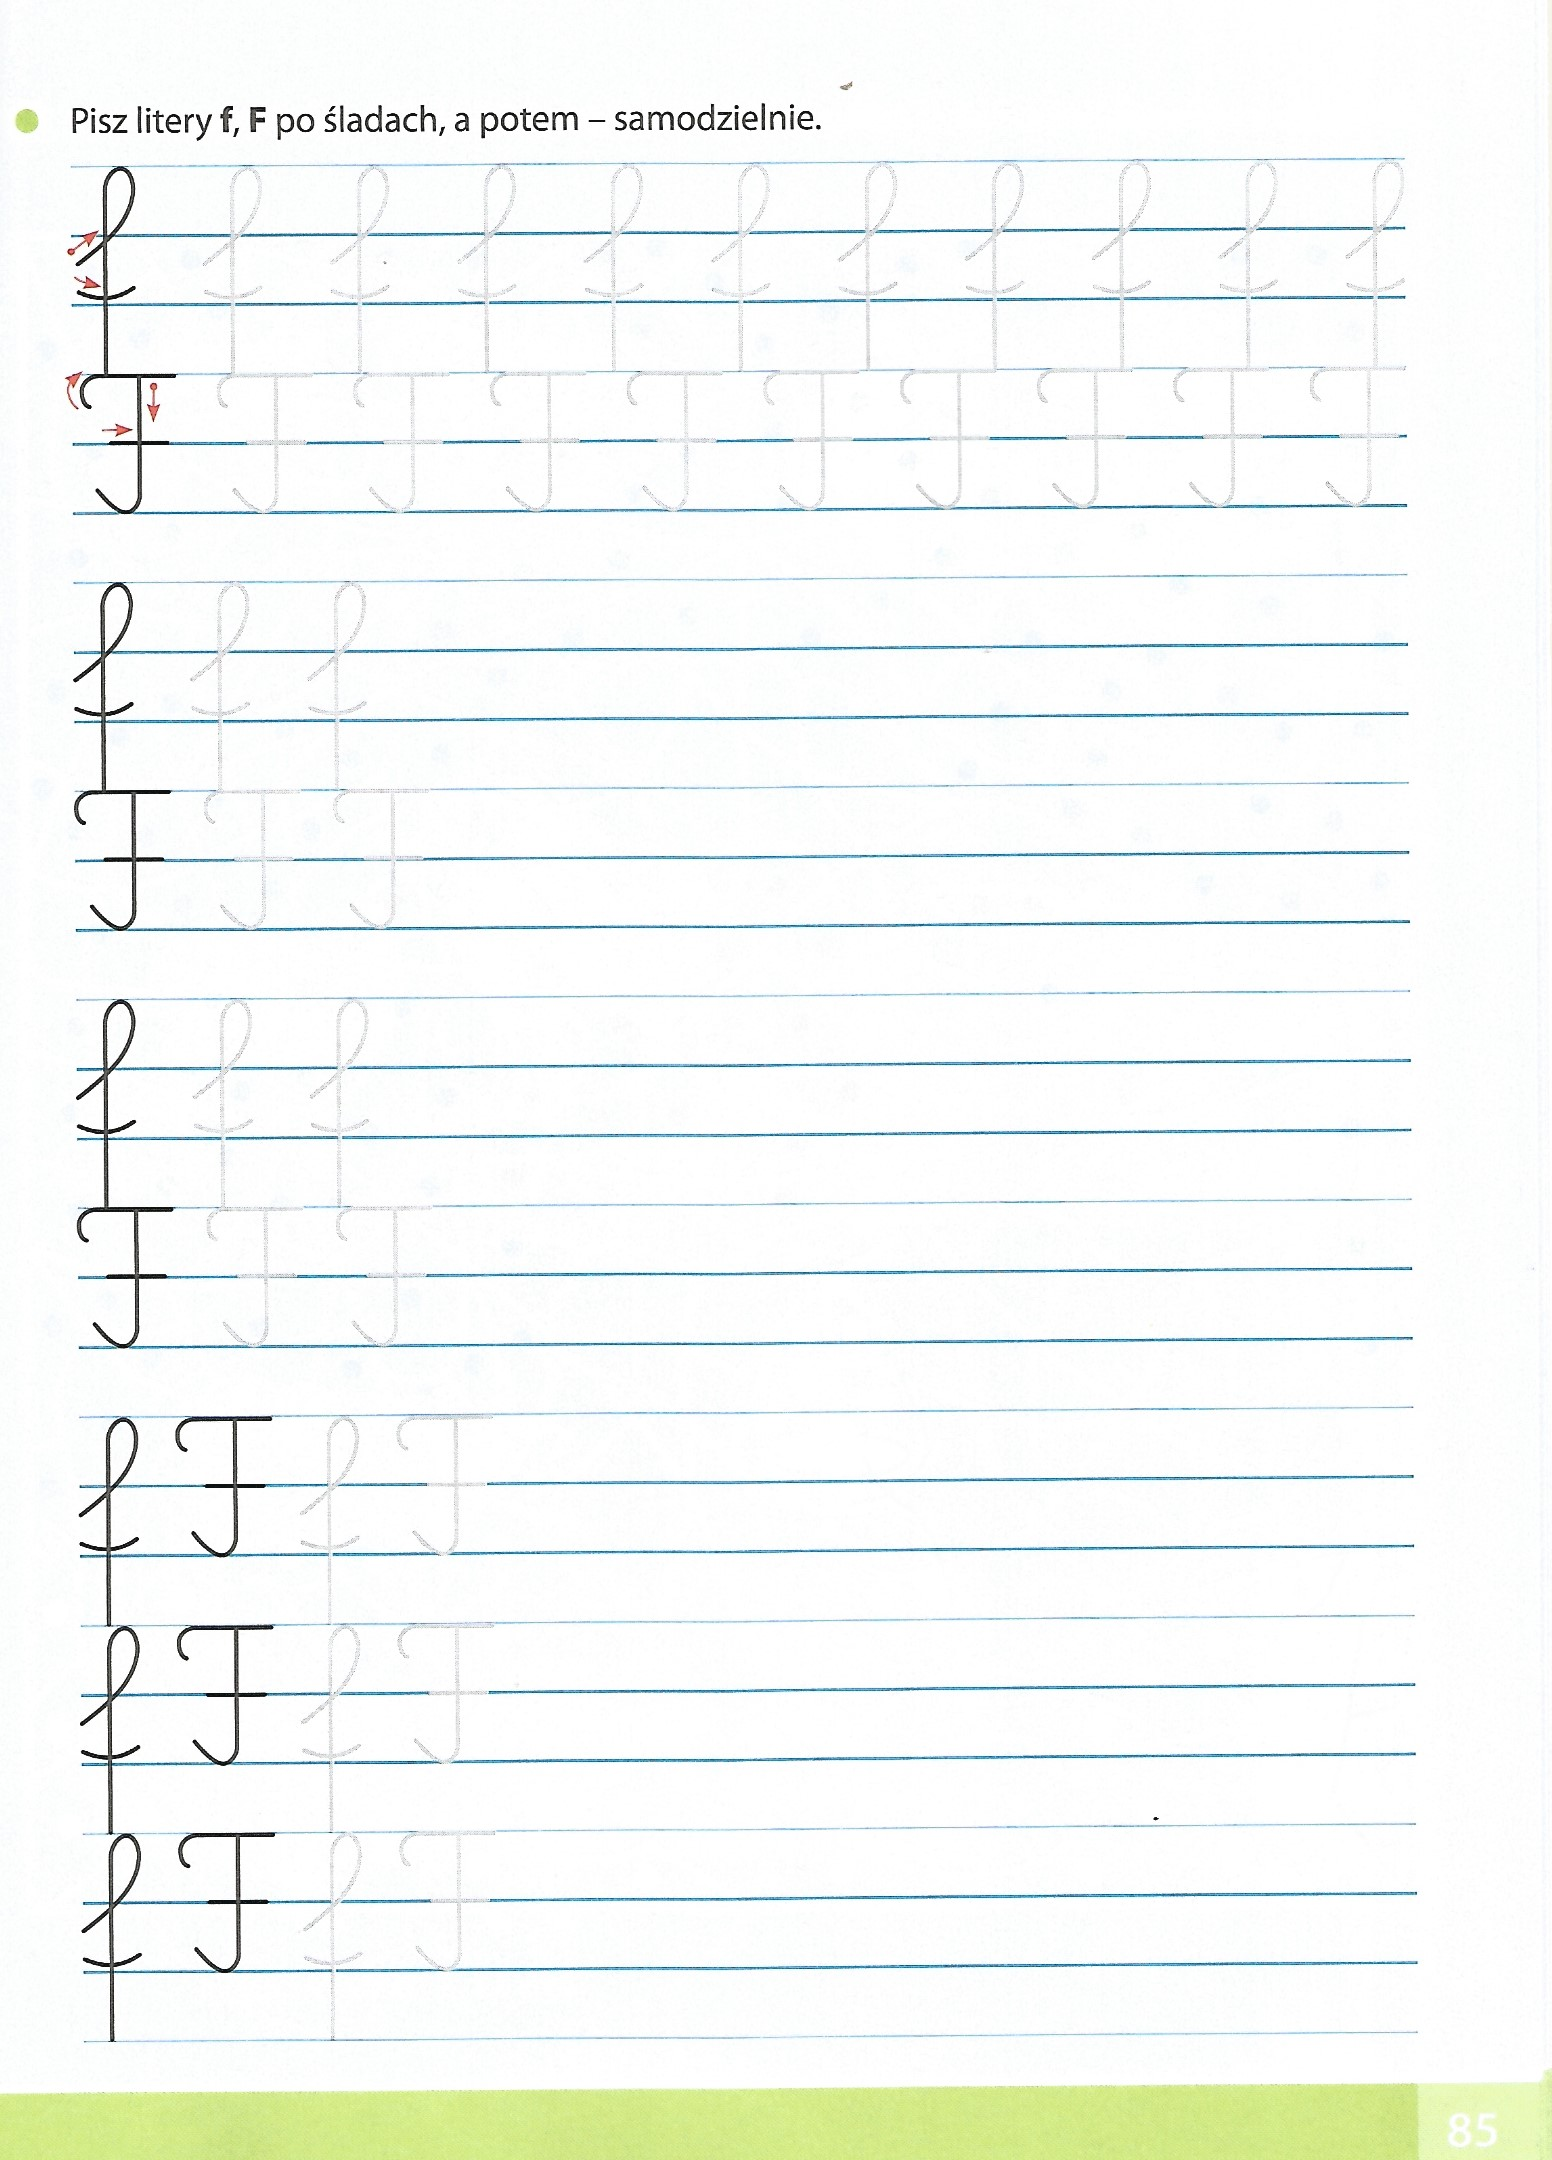 Pisz litery f, F po śladach, a potem – samodzielnie.
f f f f f f f f f f f
F F F F F F F F F F
f f f
F F F
f f f
F F F
f F f F
f F f F
f F f F
85